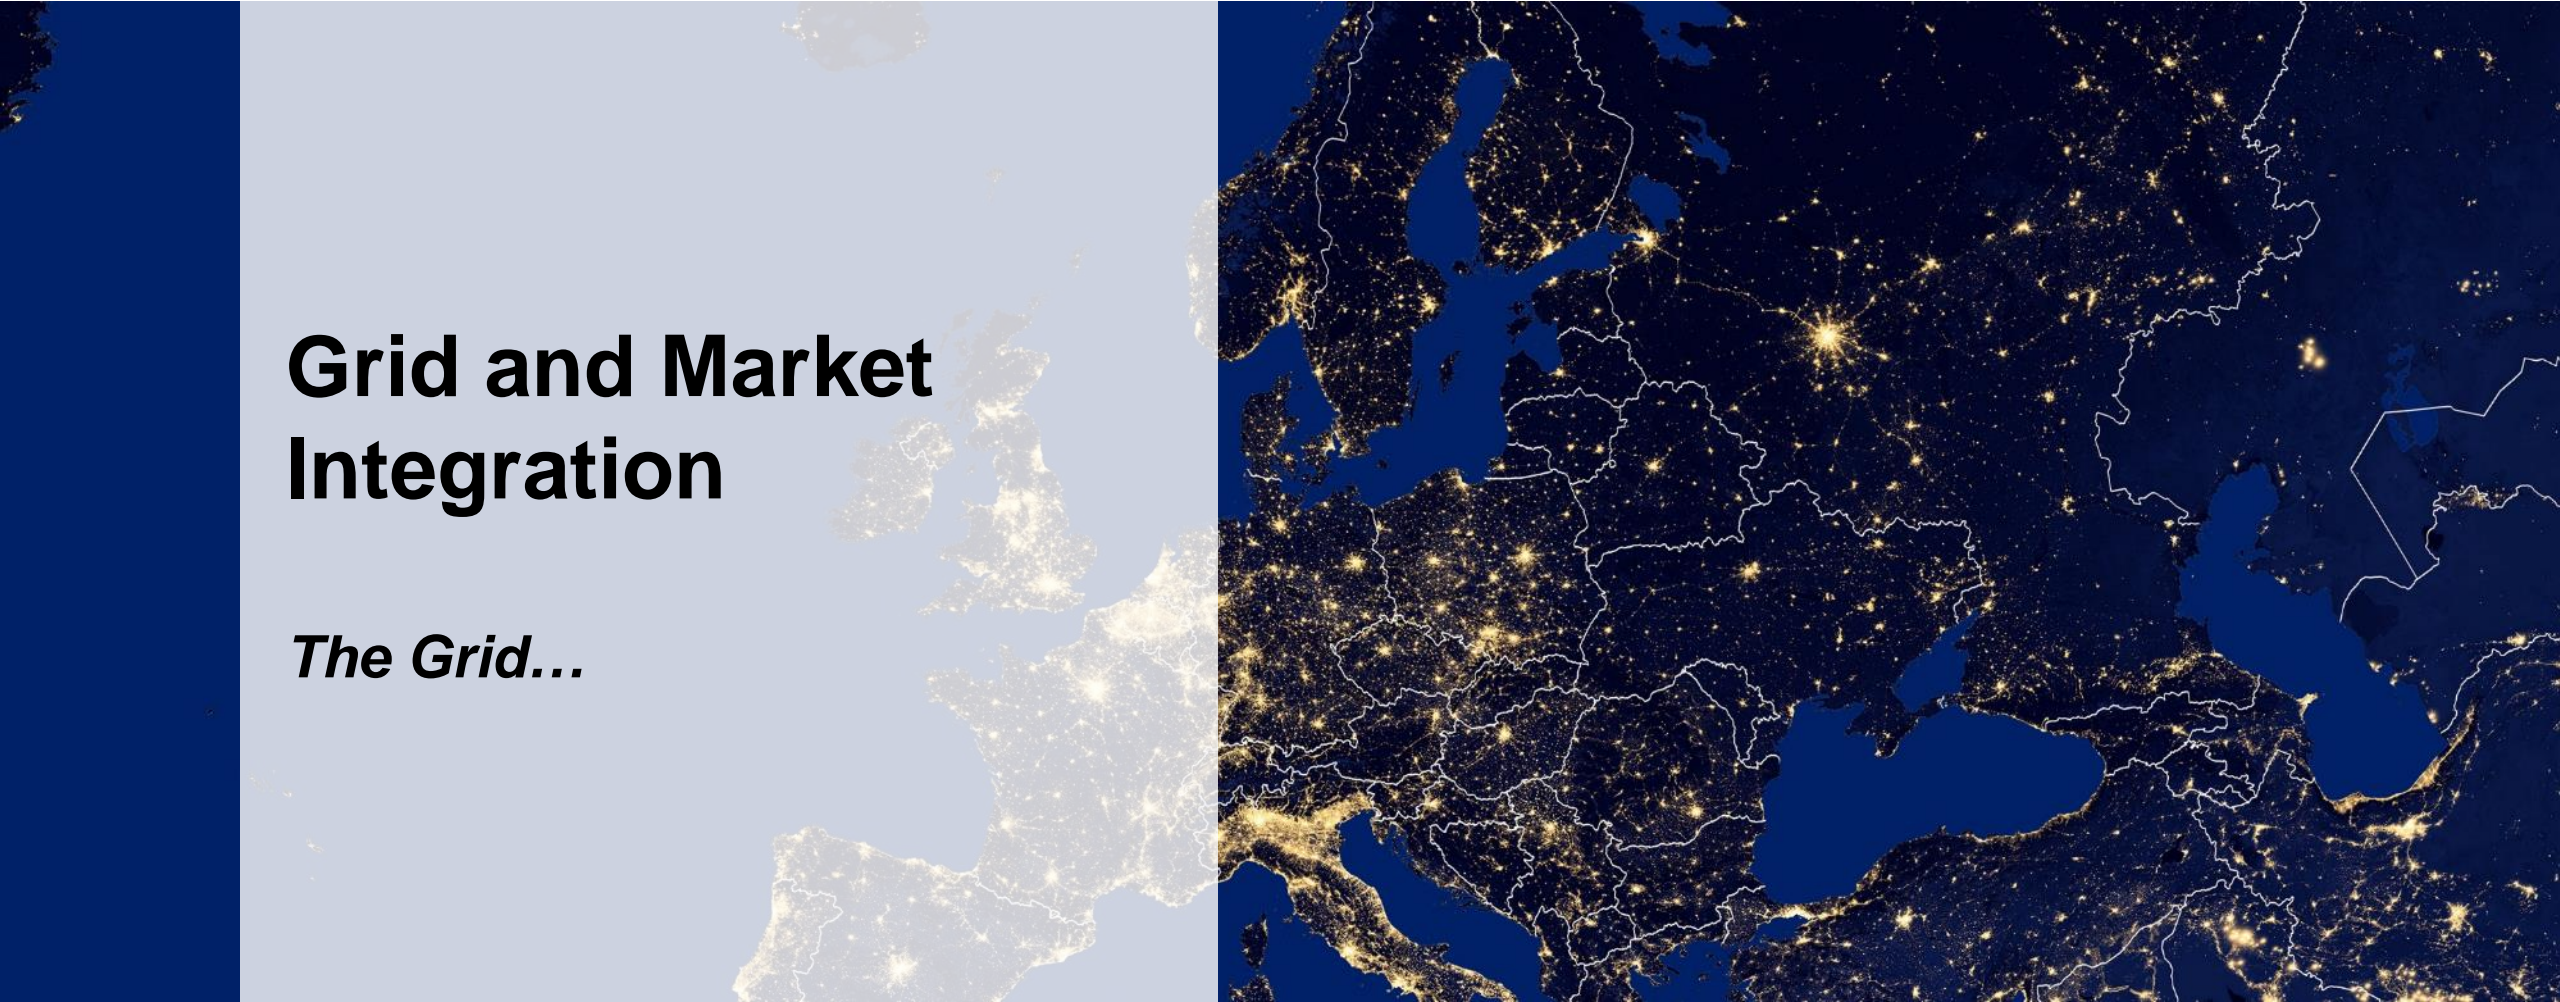 Grid and Market
Integration
The Grid…